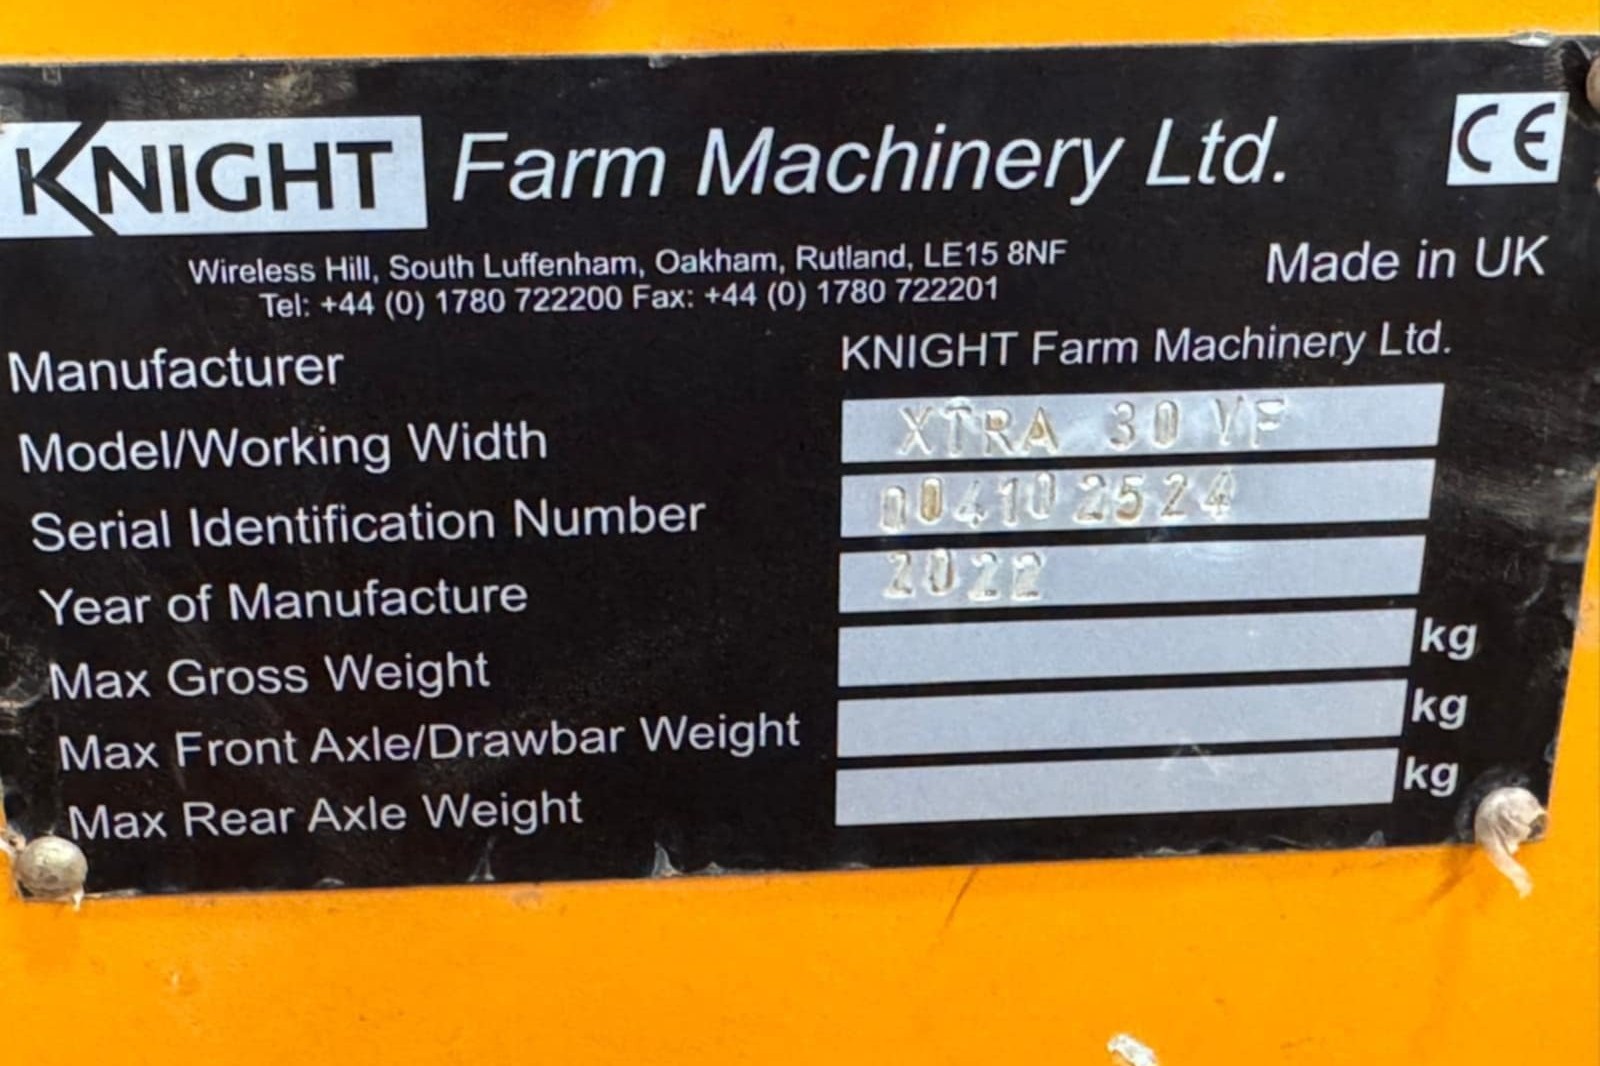 KNIGHT Farm Machinery Ltd. CE
Wireless Hill, South Luffenham, Oakham, Rutland, LE15 8NF
Tel: +44 (0) 1780 722200 Fax: +44 (0) 1780 722201
Made in UK
Manufacturer KNIGHT Farm Machinery Ltd.
Model/Working Width XTRA 30 VF
Serial Identification Number 004102524
Year of Manufacture 2022
Max Gross Weight kg
Max Front Axle/Drawbar Weight kg
Max Rear Axle Weight kg